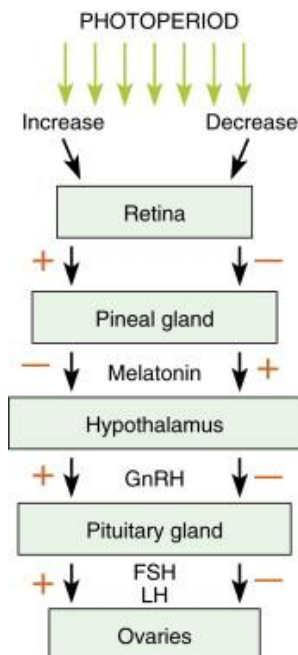 PHOTOPERIOD
Increase Decrease
Retina
+ −
Pineal gland
− Melatonin +
Hypothalamus
+ GnRH −
Pituitary gland
+ FSH −
LH
Ovaries